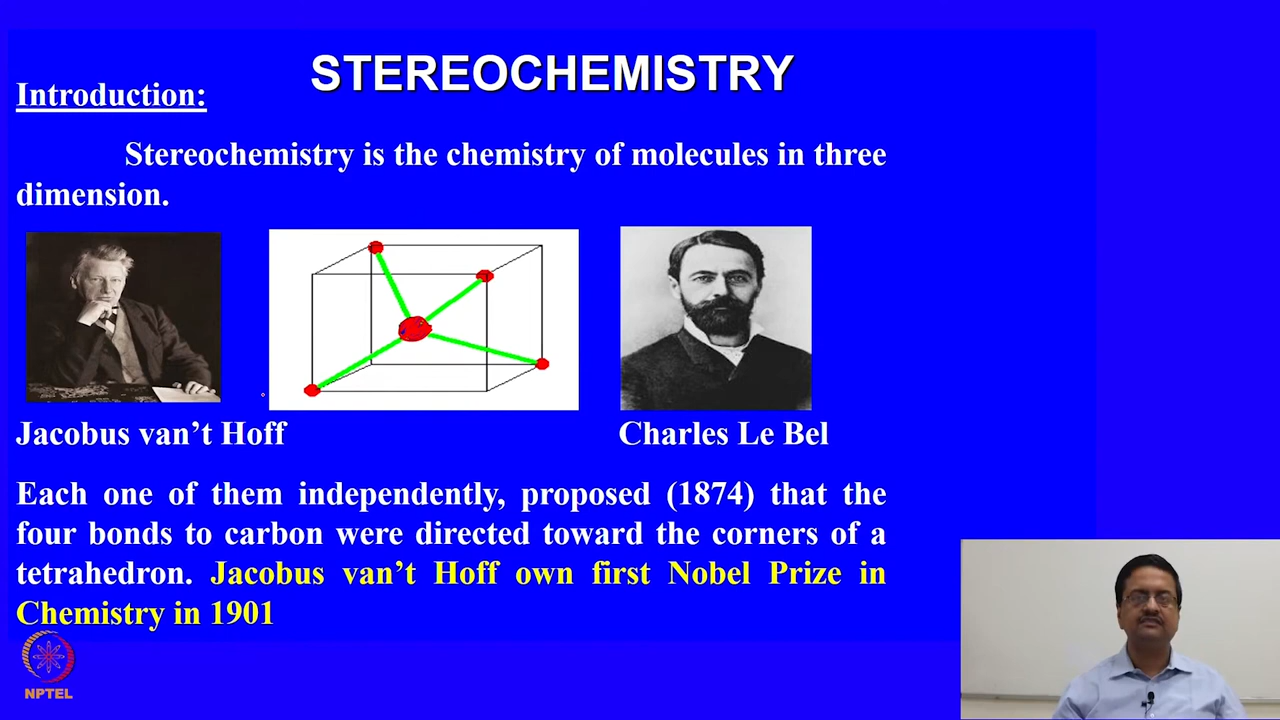 STEREOCHEMISTRY
Introduction:
Stereochemistry is the chemistry of molecules in three
dimension.
Jacobus van’t Hoff
Charles Le Bel
Each one of them independently, proposed (1874) that the
four bonds to carbon were directed toward the corners of a
tetrahedron. Jacobus van’t Hoff own first Nobel Prize in
Chemistry in 1901
NPTEL